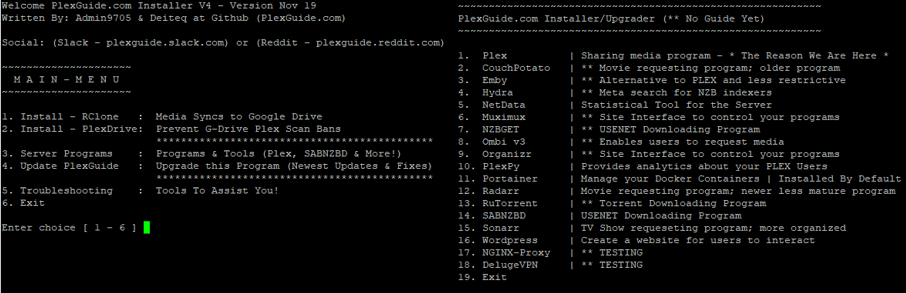 Welcome PlexGuide.com Installer V4 - Version Nov 19
Written By: Admin9705 & Deiteq at Github (PlexGuide.com)
Social: (Slack - plexguide.slack.com) or (Reddit - plexguide.reddit.com)
~~~~~~~~~~~~~~~~~~~~~
M A I N - M E N U
~~~~~~~~~~~~~~~~~~~~~
1. Install - RClone : Media Syncs to Google Drive
2. Install - PlexDrive: Prevent G-Drive Plex Scan Bans
*********************************************
3. Server Programs : Programs & Tools (Plex, SABNZBD & More!)
4. Update PlexGuide : Upgrade this Program (Newest Updates & Fixes)
*********************************************
5. Troubleshooting : Tools To Assist You!
6. Exit
Enter choice [ 1 - 6 ]
~~~~~~~~~~~~~~~~~~~~~~~~~~~~~~~~~~~~~~~~~~~~~~~~~~~~~~~~~~~
PlexGuide.com Installer/Upgrader (** No Guide Yet)
~~~~~~~~~~~~~~~~~~~~~~~~~~~~~~~~~~~~~~~~~~~~~~~~~~~~~~~~~~~
1. Plex | Sharing media program - * The Reason We Are Here *
2. CouchPotato | ** Movie requesting program; older program
3. Emby | ** Alternative to PLEX and less restrictive
4. Hydra | ** Meta search for NZB indexers
5. NetData | Statistical Tool for the Server
6. Muximux | ** Site Interface to control your programs
7. NZBGET | ** USENET Downloading Program
8. Ombi v3 | ** Enables users to request media
9. Organizr | ** Site Interface to control your programs
10. PlexPy | Provides analytics about your PLEX Users
11. Portainer | Manage your Docker Containers | Installed By Default
12. Radarr | Movie requesting program; newer less mature program
13. RuTorrent | ** Torrent Downloading Program
14. SABNZBD | USENET Downloading Program
15. Sonarr | TV Show requeseting program; more organized
16. Wordpress | Create a website for users to interact
17. NGINX-Proxy | ** TESTING
18. DelugeVPN | ** TESTING
19. Exit